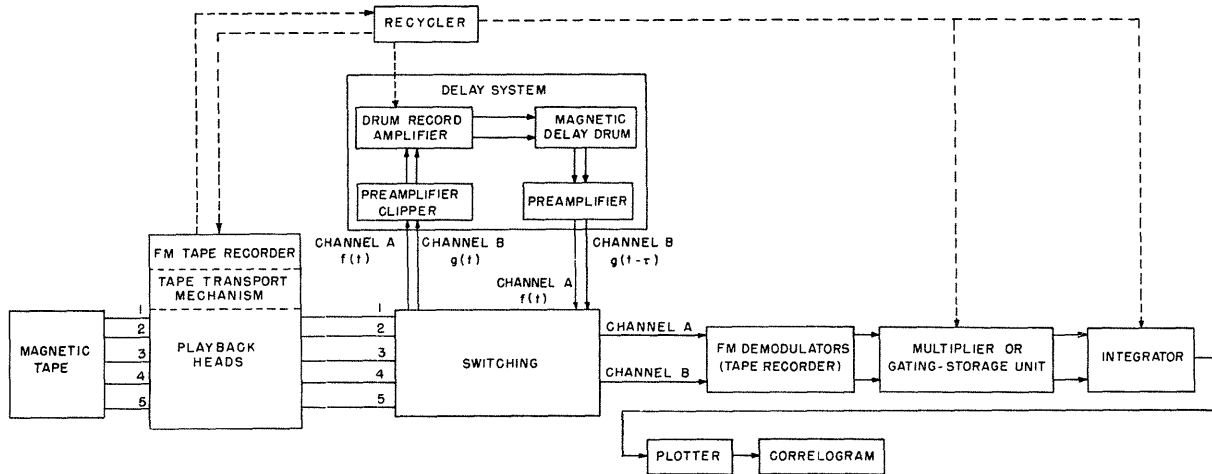 RECYCLER
DELAY SYSTEM
DRUM RECORD
AMPLIFIER
MAGNETIC
DELAY DRUM
PREAMPLIFIER
CLIPPER
PREAMPLIFIER
CHANNEL A
f(t)
CHANNEL B
g(t)
CHANNEL B
g(t-τ)
CHANNEL A
f(t)
FM TAPE RECORDER
TAPE TRANSPORT
MECHANISM
PLAYBACK
HEADS
MAGNETIC
TAPE
1
2
3
4
5
1
2
3
4
5
SWITCHING
CHANNEL A
CHANNEL B
FM DEMODULATORS
(TAPE RECORDER)
MULTIPLIER OR
GATING-STORAGE UNIT
INTEGRATOR
PLOTTER
CORRELOGRAM